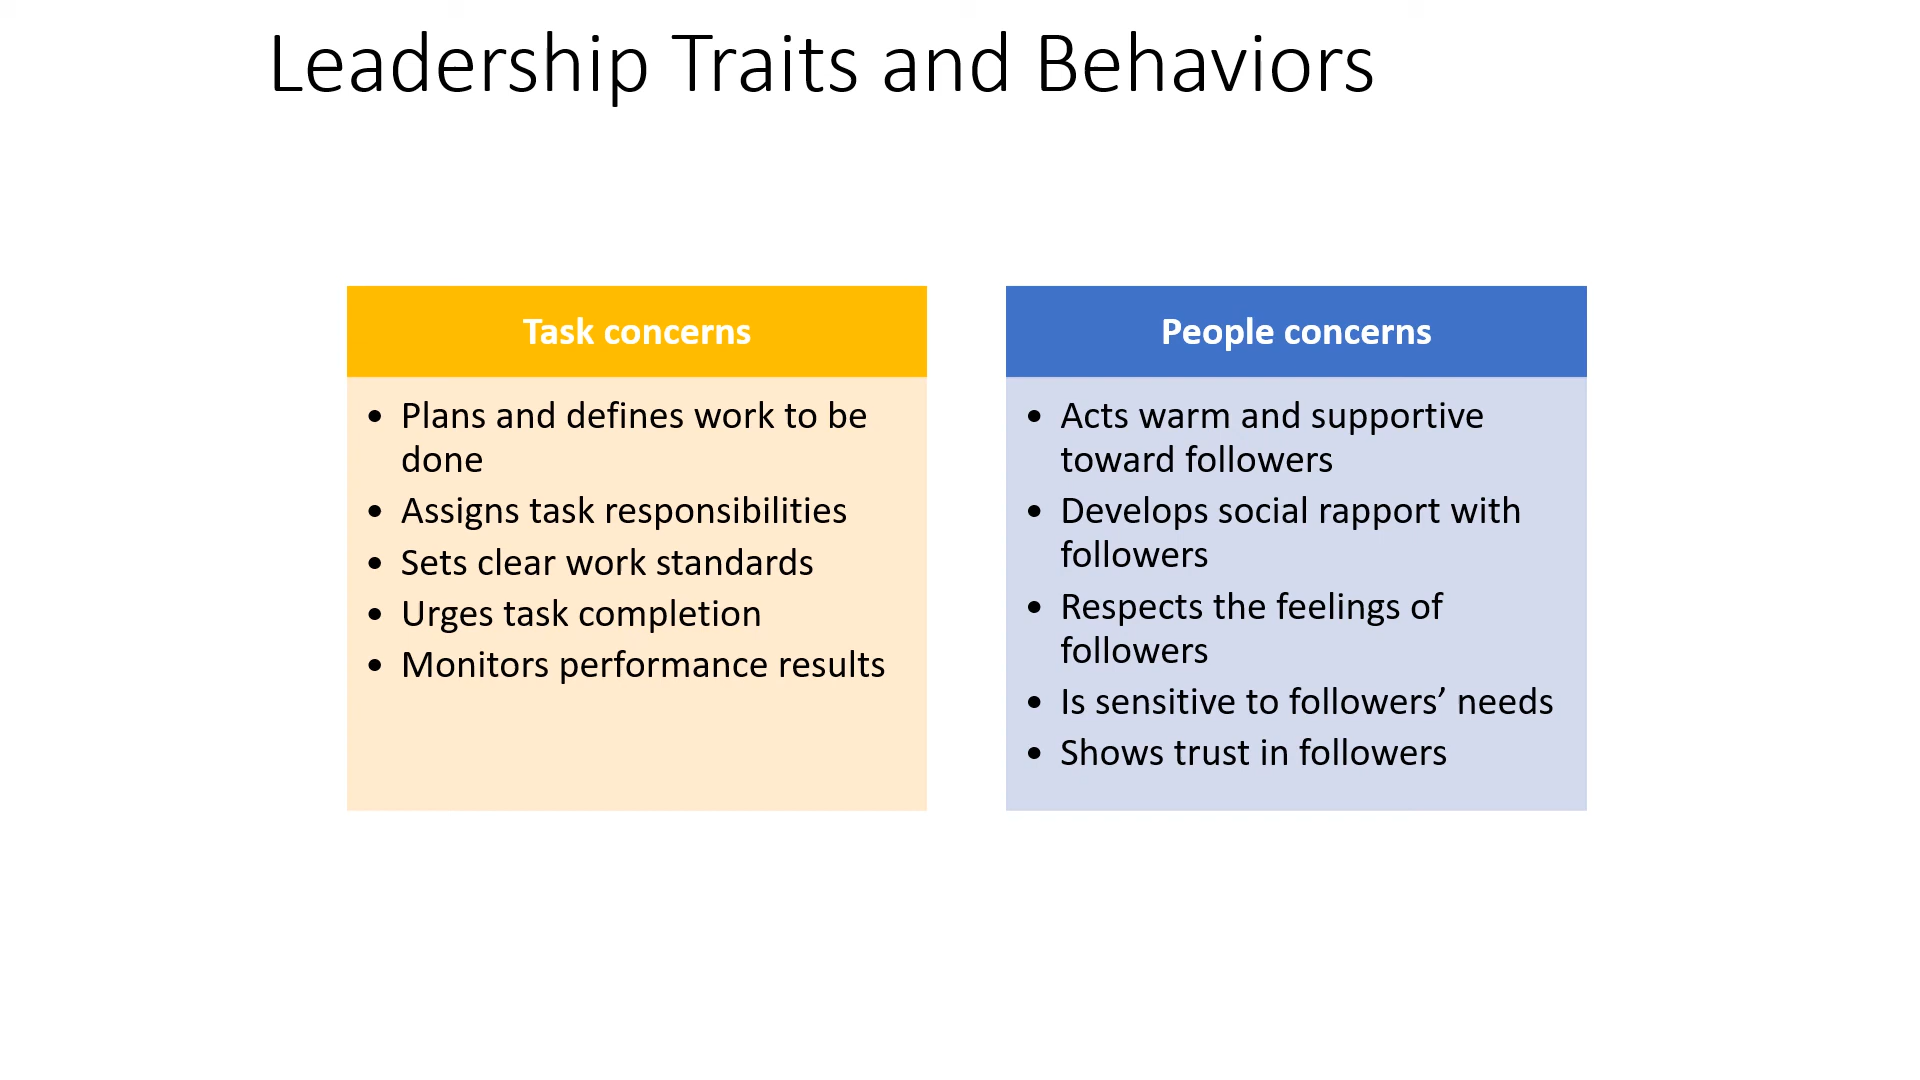 Leadership Traits and Behaviors
Task concerns
• Plans and defines work to be
done
• Assigns task responsibilities
• Sets clear work standards
• Urges task completion
• Monitors performance results
People concerns
• Acts warm and supportive
toward followers
• Develops social rapport with
followers
• Respects the feelings of
followers
• Is sensitive to followers’ needs
• Shows trust in followers